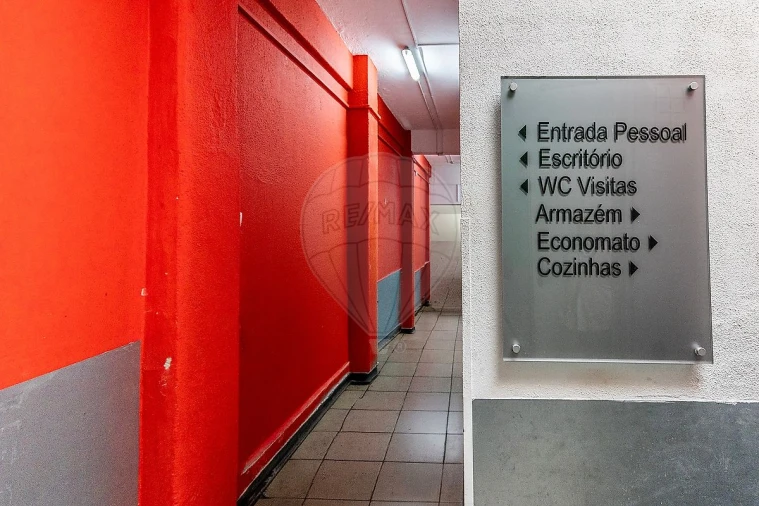 RE/MAX
◀ Entrada Pessoal
◀ Escritório
◀ WC Visitas
Armazém ▶
Economato ▶
Cozinhas ▶